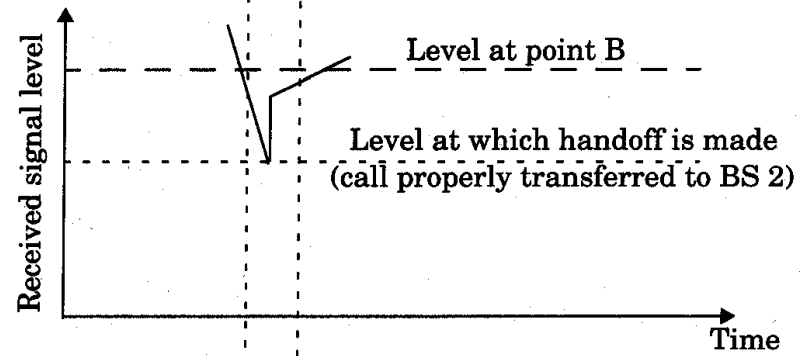 Level at point B
Level at which handoff is made
(call properly transferred to BS 2)
Received signal level
Time